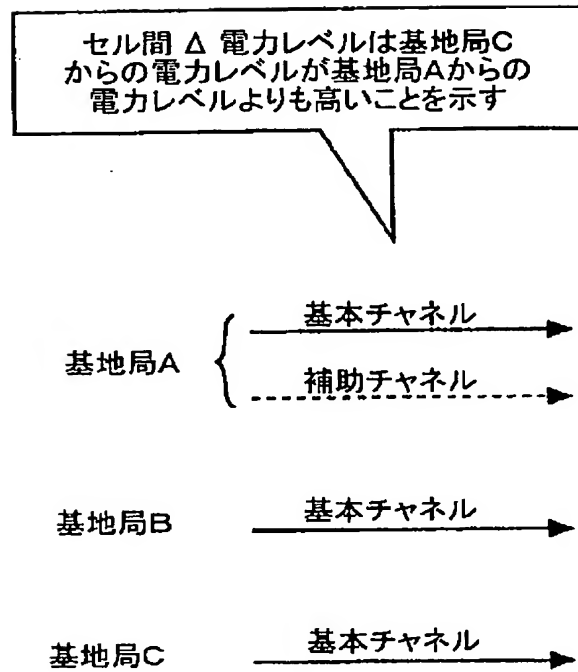 セル間 Δ 電力レベルは基地局C
からの電力レベルが基地局Aからの
電力レベルよりも高いことを示す
基本チャネル
基地局A
補助チャネル
基地局B
基本チャネル
基地局C
基本チャネル